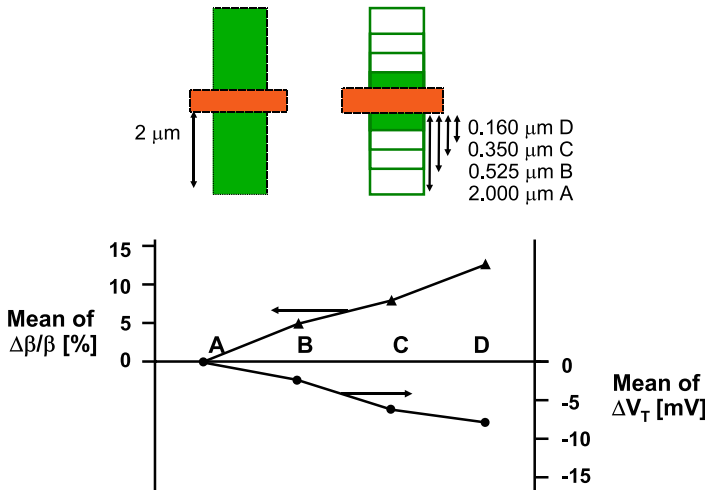 2 μm
0.160 μm D
0.350 μm C
0.525 μm B
2.000 μm A
15
10
5
0
Mean of
Δβ/β [%]
A B C D
0
-5
-10
-15
Mean of
ΔV_T [mV]